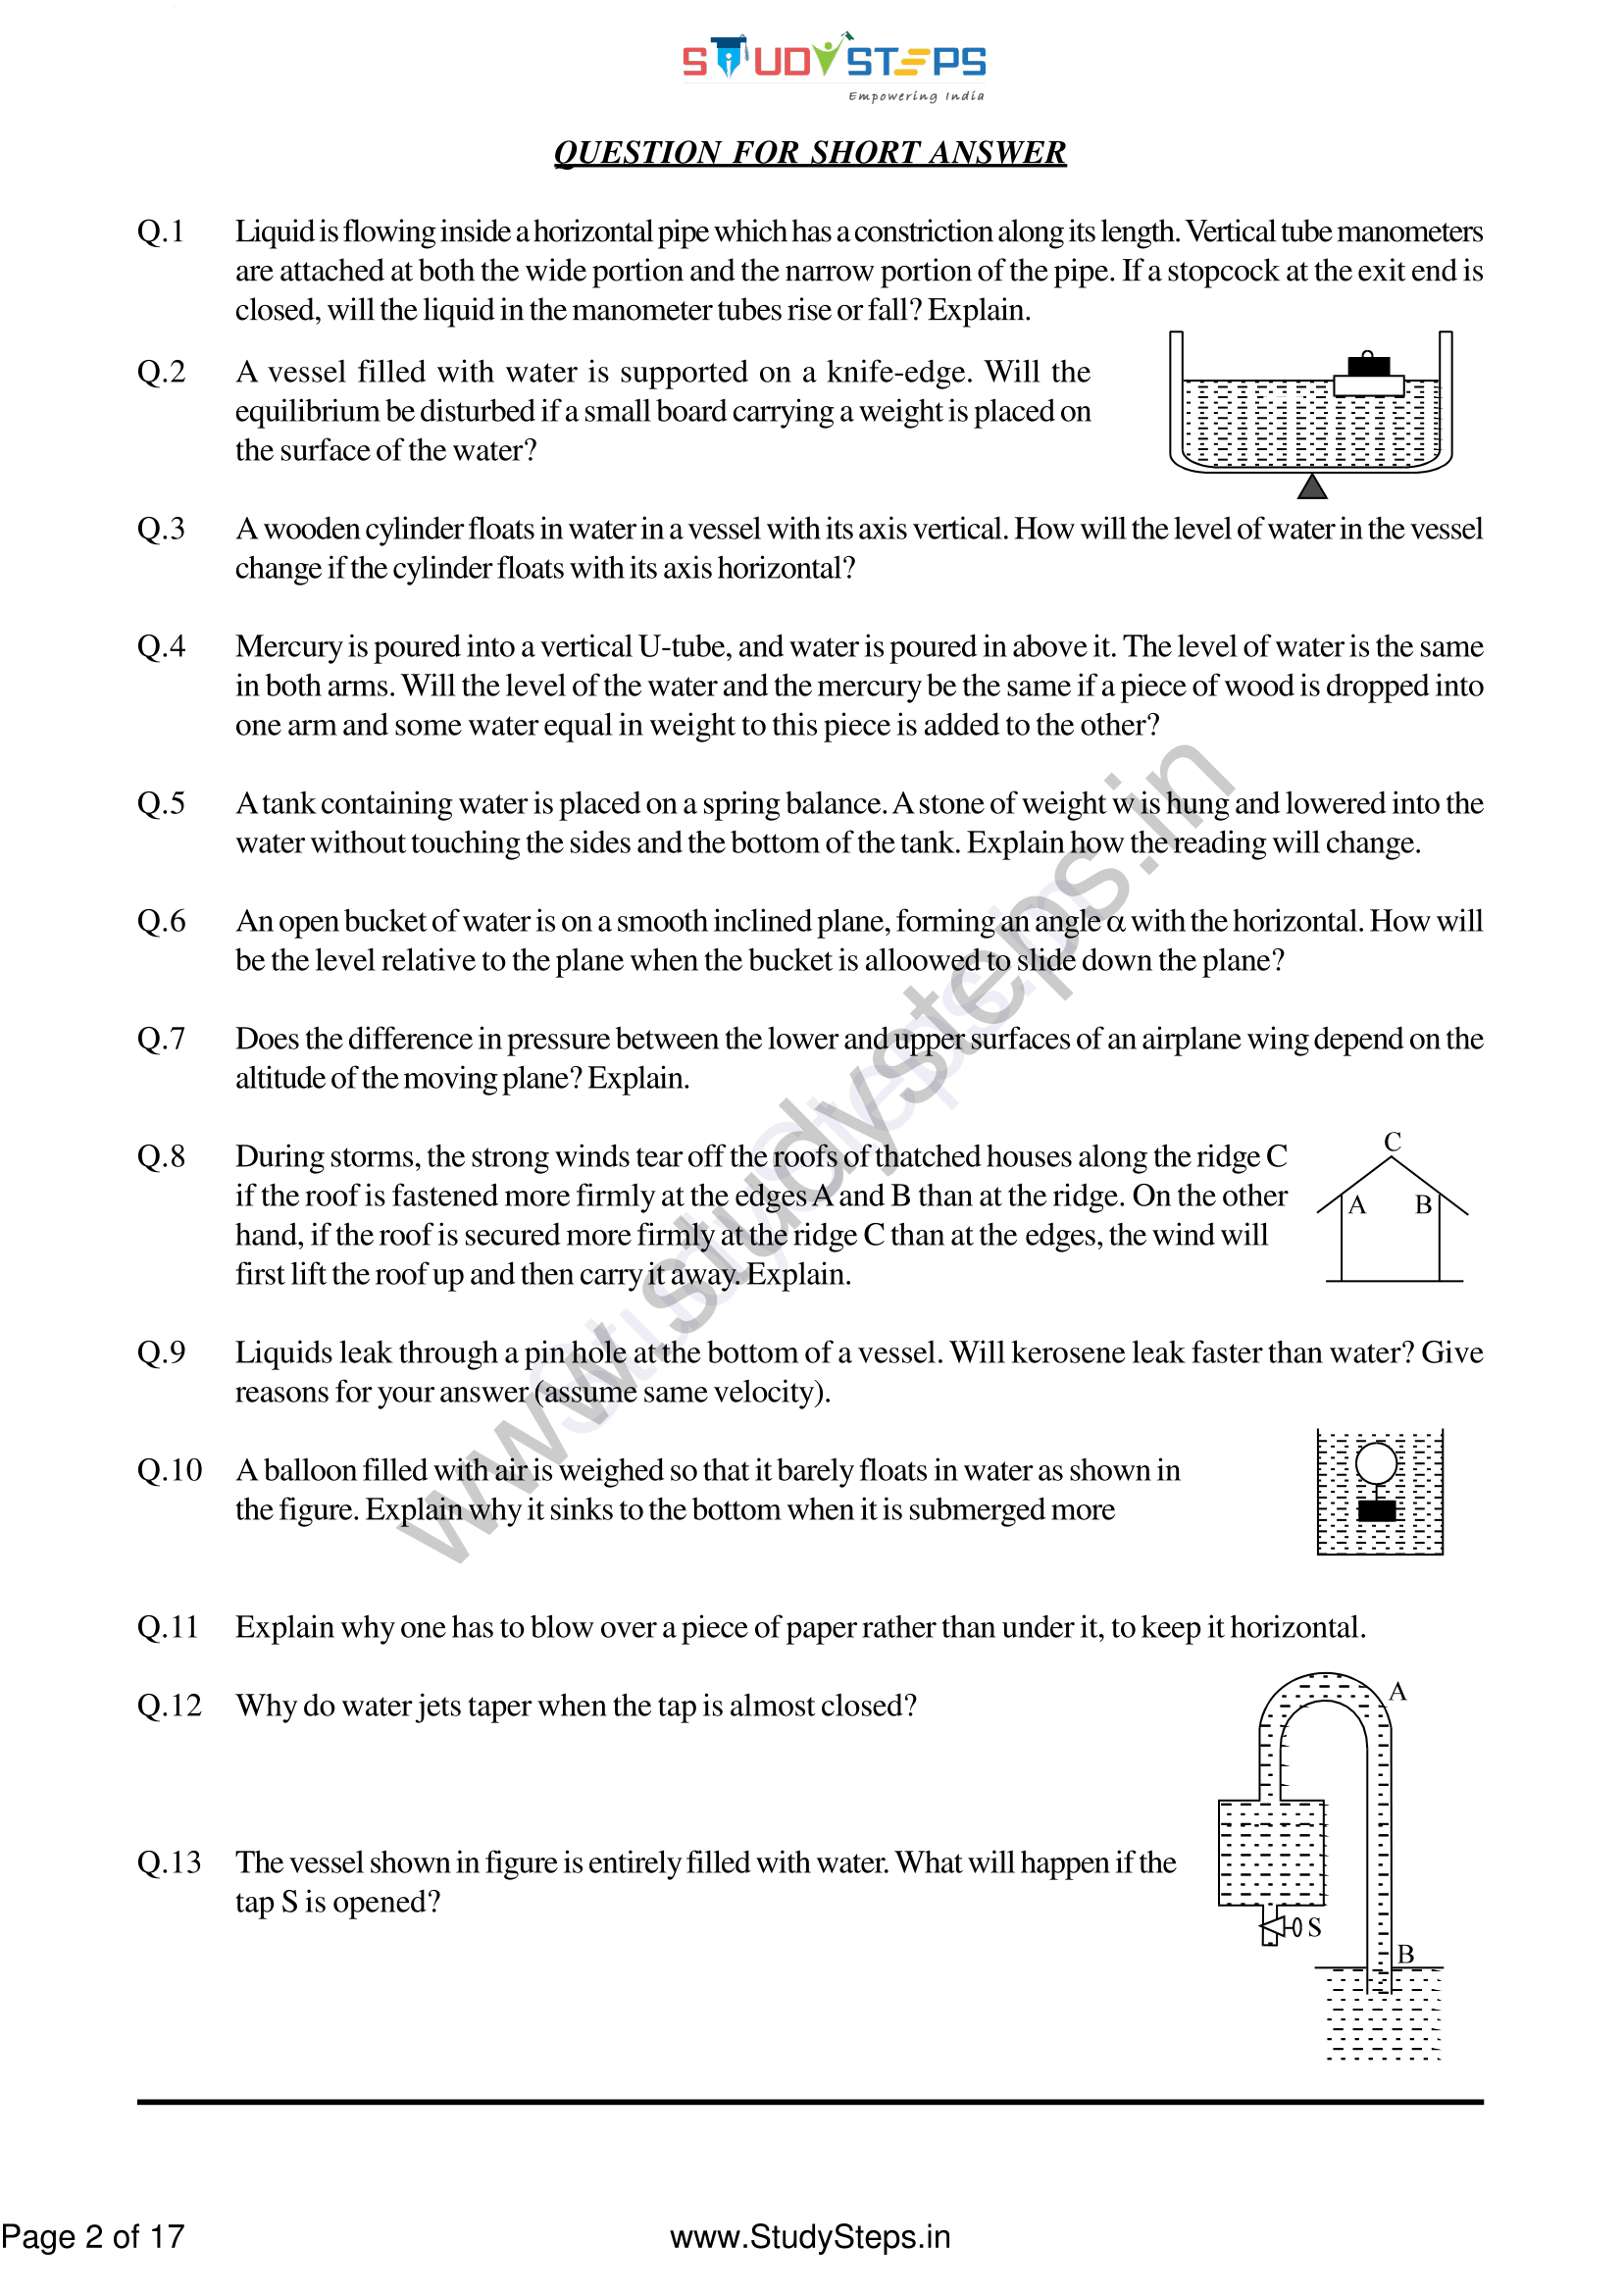 STUDYSTEPS
Empowering India
QUESTION FOR SHORT ANSWER
Q.1 Liquid is flowing inside a horizontal pipe which has a constriction along its length. Vertical tube manometers
are attached at both the wide portion and the narrow portion of the pipe. If a stopcock at the exit end is
closed, will the liquid in the manometer tubes rise or fall? Explain.
Q.2 A vessel filled with water is supported on a knife-edge. Will the
equilibrium be disturbed if a small board carrying a weight is placed on
the surface of the water?
Q.3 A wooden cylinder floats in water in a vessel with its axis vertical. How will the level of water in the vessel
change if the cylinder floats with its axis horizontal?
Q.4 Mercury is poured into a vertical U-tube, and water is poured in above it. The level of water is the same
in both arms. Will the level of the water and the mercury be the same if a piece of wood is dropped into
one arm and some water equal in weight to this piece is added to the other?
Q.5 A tank containing water is placed on a spring balance. A stone of weight w is hung and lowered into the
water without touching the sides and the bottom of the tank. Explain how the reading will change.
Q.6 An open bucket of water is on a smooth inclined plane, forming an angle α with the horizontal. How will
be the level relative to the plane when the bucket is alloowed to slide down the plane?
Q.7 Does the difference in pressure between the lower and upper surfaces of an airplane wing depend on the
altitude of the moving plane? Explain.
Q.8 During storms, the strong winds tear off the roofs of thatched houses along the ridge C
if the roof is fastened more firmly at the edges A and B than at the ridge. On the other
hand, if the roof is secured more firmly at the ridge C than at the edges, the wind will
first lift the roof up and then carry it away. Explain.
C
A B
Q.9 Liquids leak through a pin hole at the bottom of a vessel. Will kerosene leak faster than water? Give
reasons for your answer (assume same velocity).
Q.10 A balloon filled with air is weighed so that it barely floats in water as shown in
the figure. Explain why it sinks to the bottom when it is submerged more
Q.11 Explain why one has to blow over a piece of paper rather than under it, to keep it horizontal.
Q.12 Why do water jets taper when the tap is almost closed?
A
Q.13 The vessel shown in figure is entirely filled with water. What will happen if the
tap S is opened?
S
B
www.studysteps.in
Page 2 of 17
www.StudySteps.in